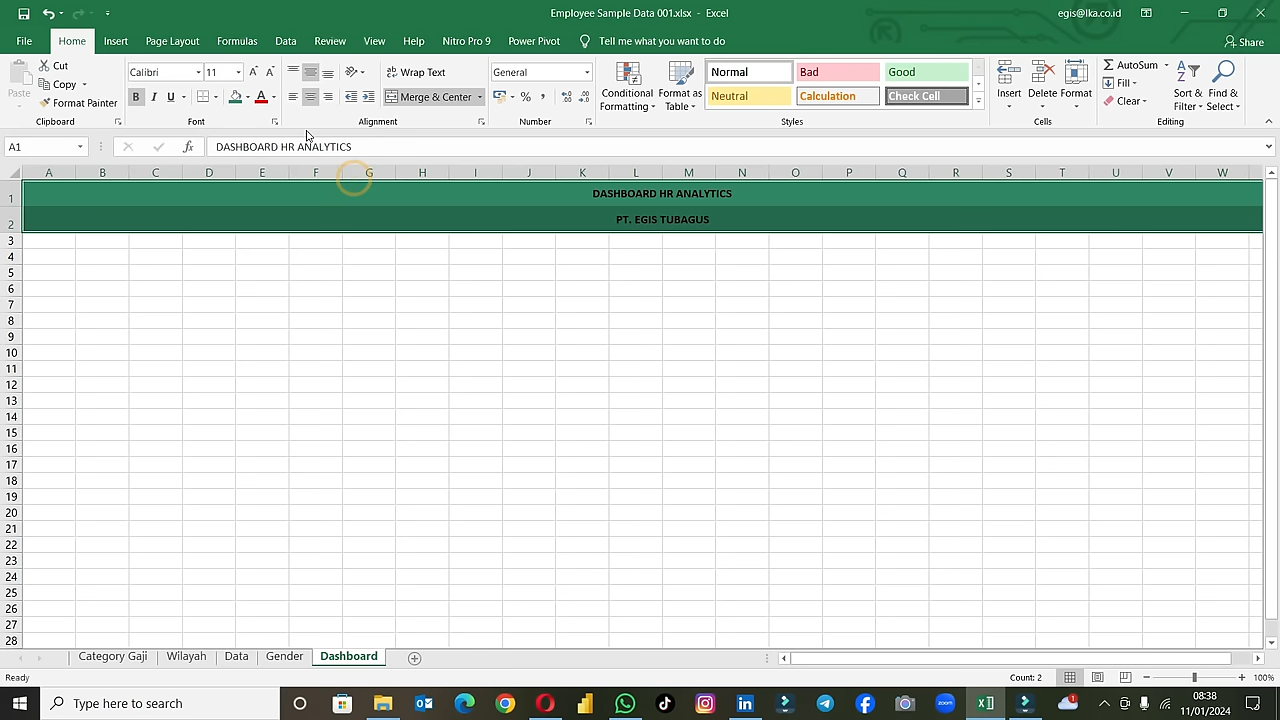 Employee Sample Data 001.xlsx - Excel
egis@lka.co.id
File Home Insert Page Layout Formulas Data Review View Help Nitro Pro 9 Power Pivot Tell me what you want to do Share
Paste
Cut
Copy
Format Painter
Clipboard
Calibri 11
B I U
Font
Wrap Text
Merge & Center
Alignment
General
%
Number
Conditional Formatting
Format as Table
Normal Bad Good
Neutral Calculation Check Cell
Styles
Insert Delete Format
Cells
AutoSum
Fill
Clear
Sort & Filter
Find & Select
Editing
A1 fx DASHBOARD HR ANALYTICS
A B C D E F G H I J K L M N O P Q R S T U V W
1 DASHBOARD HR ANALYTICS
2 PT. EGIS TUBAGUS
3
4
5
6
7
8
9
10
11
12
13
14
15
16
17
18
19
20
21
22
23
24
25
26
27
28
Category Gaji Wilayah Data Gender Dashboard
Ready Count: 2 100%
Type here to search
zoom
1
08:38
11/01/2024